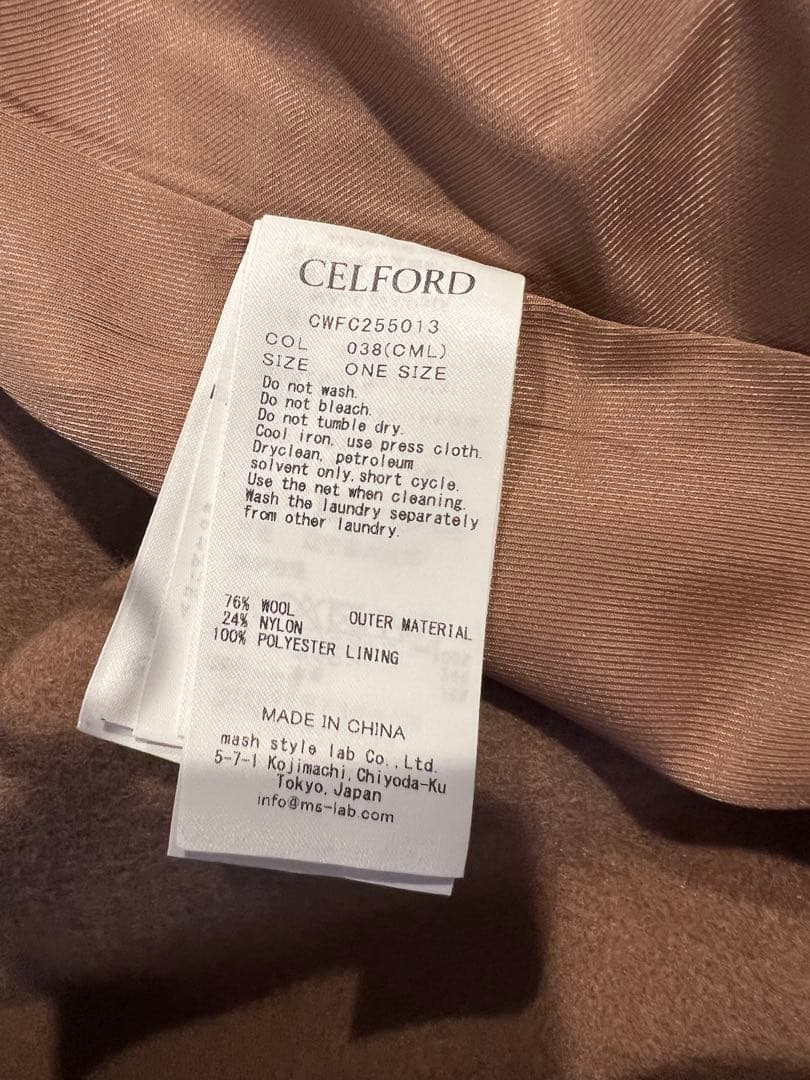 CELFORD
CWFC255013
COL 038(CML)
SIZE ONE SIZE
Do not wash.
Do not bleach.
Do not tumble dry.
Cool iron, use press cloth.
Dryclean, petroleum
solvent only, short cycle.
Use the net when cleaning.
Wash the laundry separately
from other laundry.
76% WOOL
24% NYLON OUTER MATERIAL
100% POLYESTER LINING
MADE IN CHINA
mash style lab Co., Ltd.
5-7-1 Kojimachi, Chiyoda-Ku
Tokyo, Japan
info@ms-lab.com